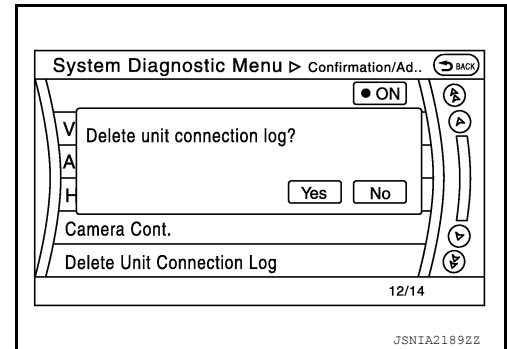 System Diagnostic Menu ▷ Confirmation/Ad.. BACK
ON
V
Delete unit connection log?
A
H
Yes No
Camera Cont.
Delete Unit Connection Log
12/14
JSNIA2189ZZ